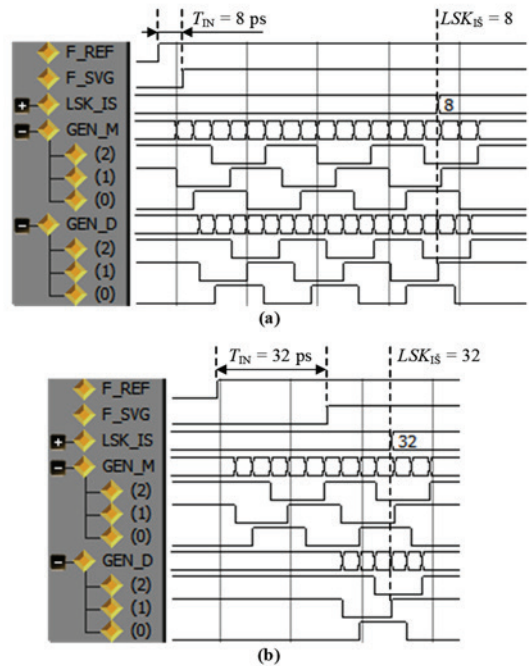 T_IN = 8 ps
LSK_IŠ = 8
F_REF
F_SVG
LSK_IS
8
GEN_M
(2)
(1)
(0)
GEN_D
(2)
(1)
(0)
(a)
T_IN = 32 ps
LSK_IŠ = 32
F_REF
F_SVG
LSK_IS
32
GEN_M
(2)
(1)
(0)
GEN_D
(2)
(1)
(0)
(b)